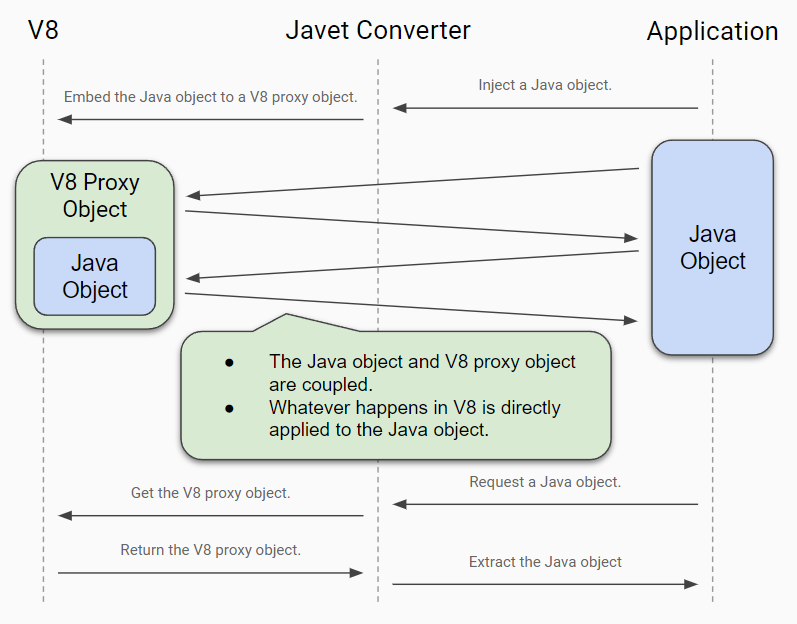 V8
Javet Converter
Application
Inject a Java object.
Embed the Java object to a V8 proxy object.
V8 Proxy
Object
Java
Object
Java
Object
● The Java object and V8 proxy object
are coupled.
● Whatever happens in V8 is directly
applied to the Java object.
Request a Java object.
Get the V8 proxy object.
Return the V8 proxy object.
Extract the Java object